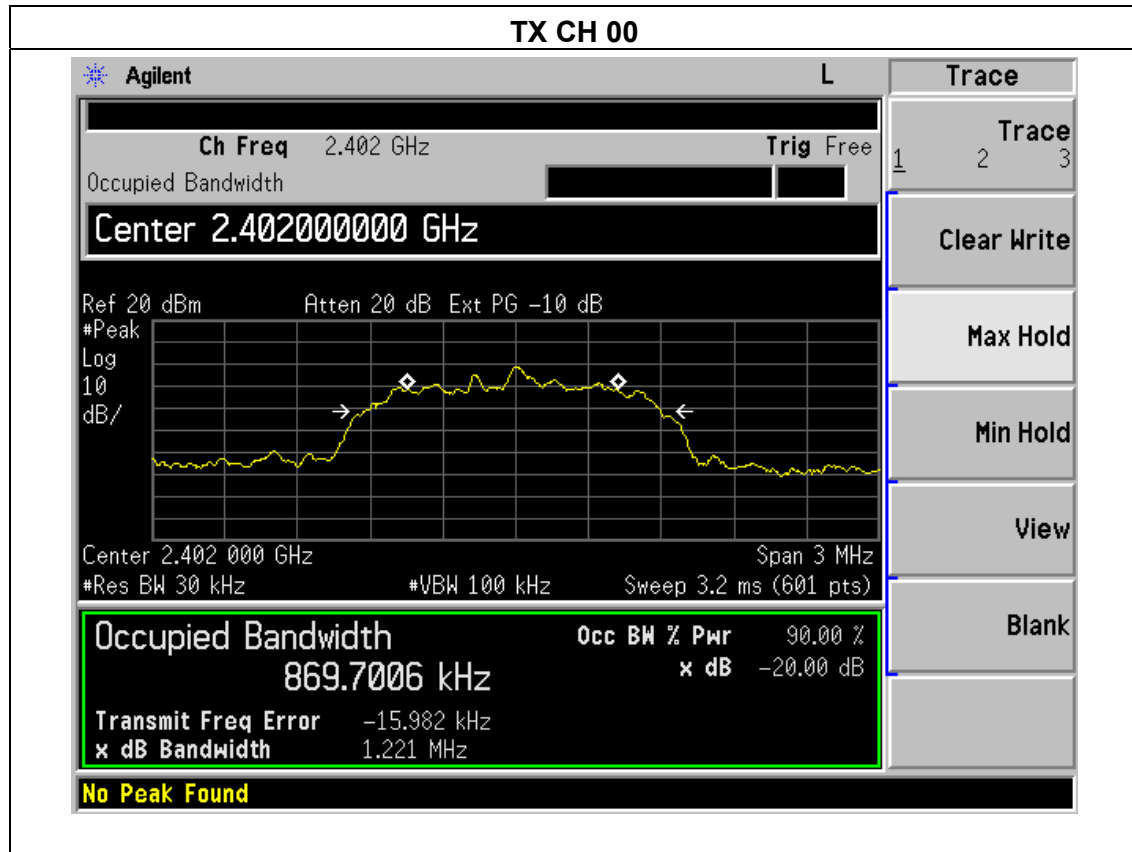 TX CH 00
Agilent L Trace
Ch Freq 2.402 GHz Trig Free
Occupied Bandwidth
Center 2.402000000 GHz
Ref 20 dBm Atten 20 dB Ext PG -10 dB
#Peak
Log
10
dB/
Center 2.402 000 GHz Span 3 MHz
#Res BW 30 kHz #VBW 100 kHz Sweep 3.2 ms (601 pts)
Occupied Bandwidth Occ BW % Pwr 90.00 %
869.7006 kHz x dB -20.00 dB
Transmit Freq Error -15.982 kHz
x dB Bandwidth 1.221 MHz
No Peak Found
Trace
1 2 3
Clear Write
Max Hold
Min Hold
View
Blank